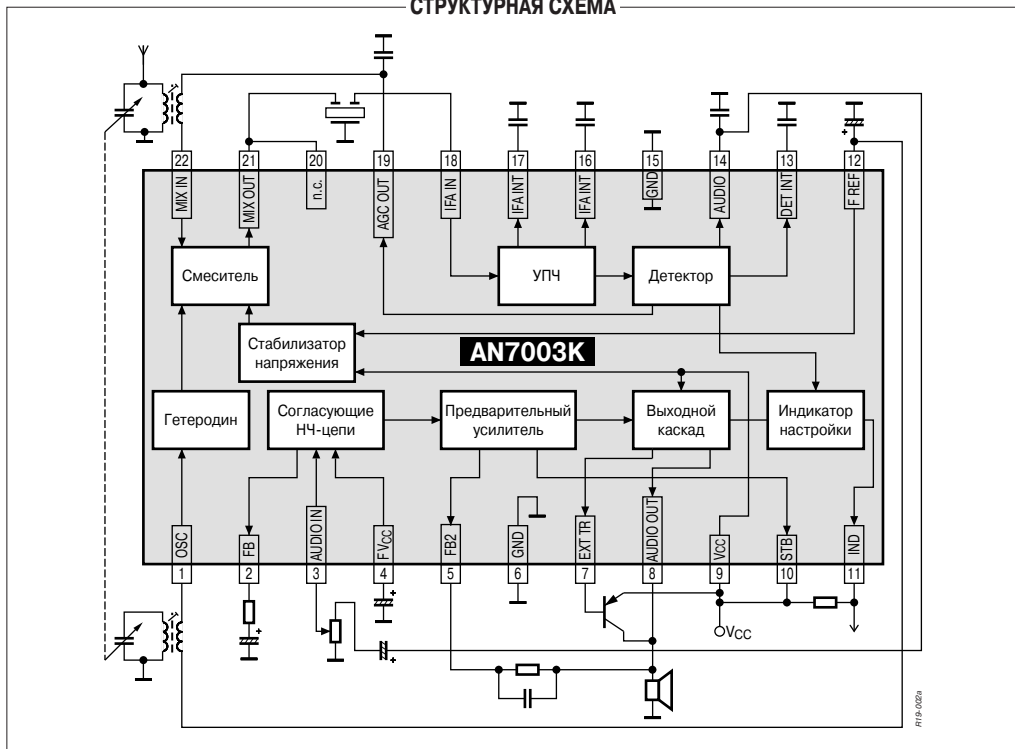 СТРУКТУРНАЯ СХЕМА
22
21
20
19
18
17
16
15
14
13
12
MIX IN
MIX OUT
n.c.
AGC OUT
IFA IN
IFA INT
IFA INT
GND
AUDIO
DET INT
F REF
Смеситель
УПЧ
Детектор
Стабилизатор
напряжения
AN7003K
Гетеродин
Согласующие
НЧ-цепи
Предварительный
усилитель
Выходной
каскад
Индикатор
настройки
OSC
FB
AUDIO IN
F VCC
FB2
GND
EXT TR
AUDIO OUT
VCC
STB
IND
1
2
3
4
5
6
7
8
9
10
11
+
+
+
+
VCC
R19-002a